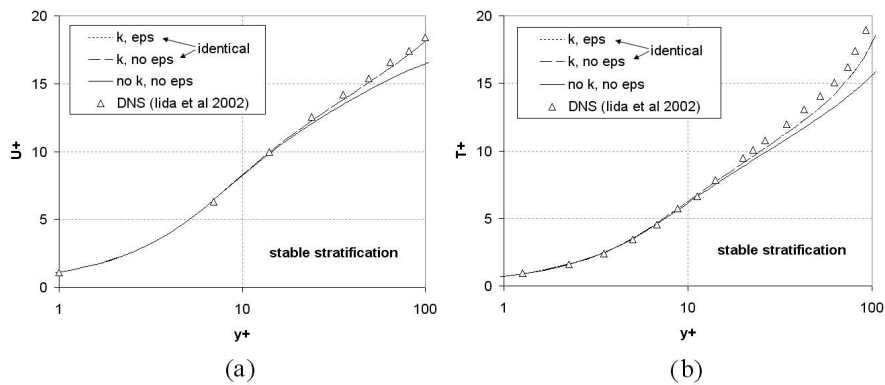 20
15
10
5
0
U+
k, eps
k, no eps
identical
no k, no eps
DNS (Iida et al 2002)
stable stratification
1
10
100
y+
(a)
20
15
10
5
0
T+
k, eps
k, no eps
identical
no k, no eps
DNS (Iida et al 2002)
stable stratification
1
10
100
y+
(b)